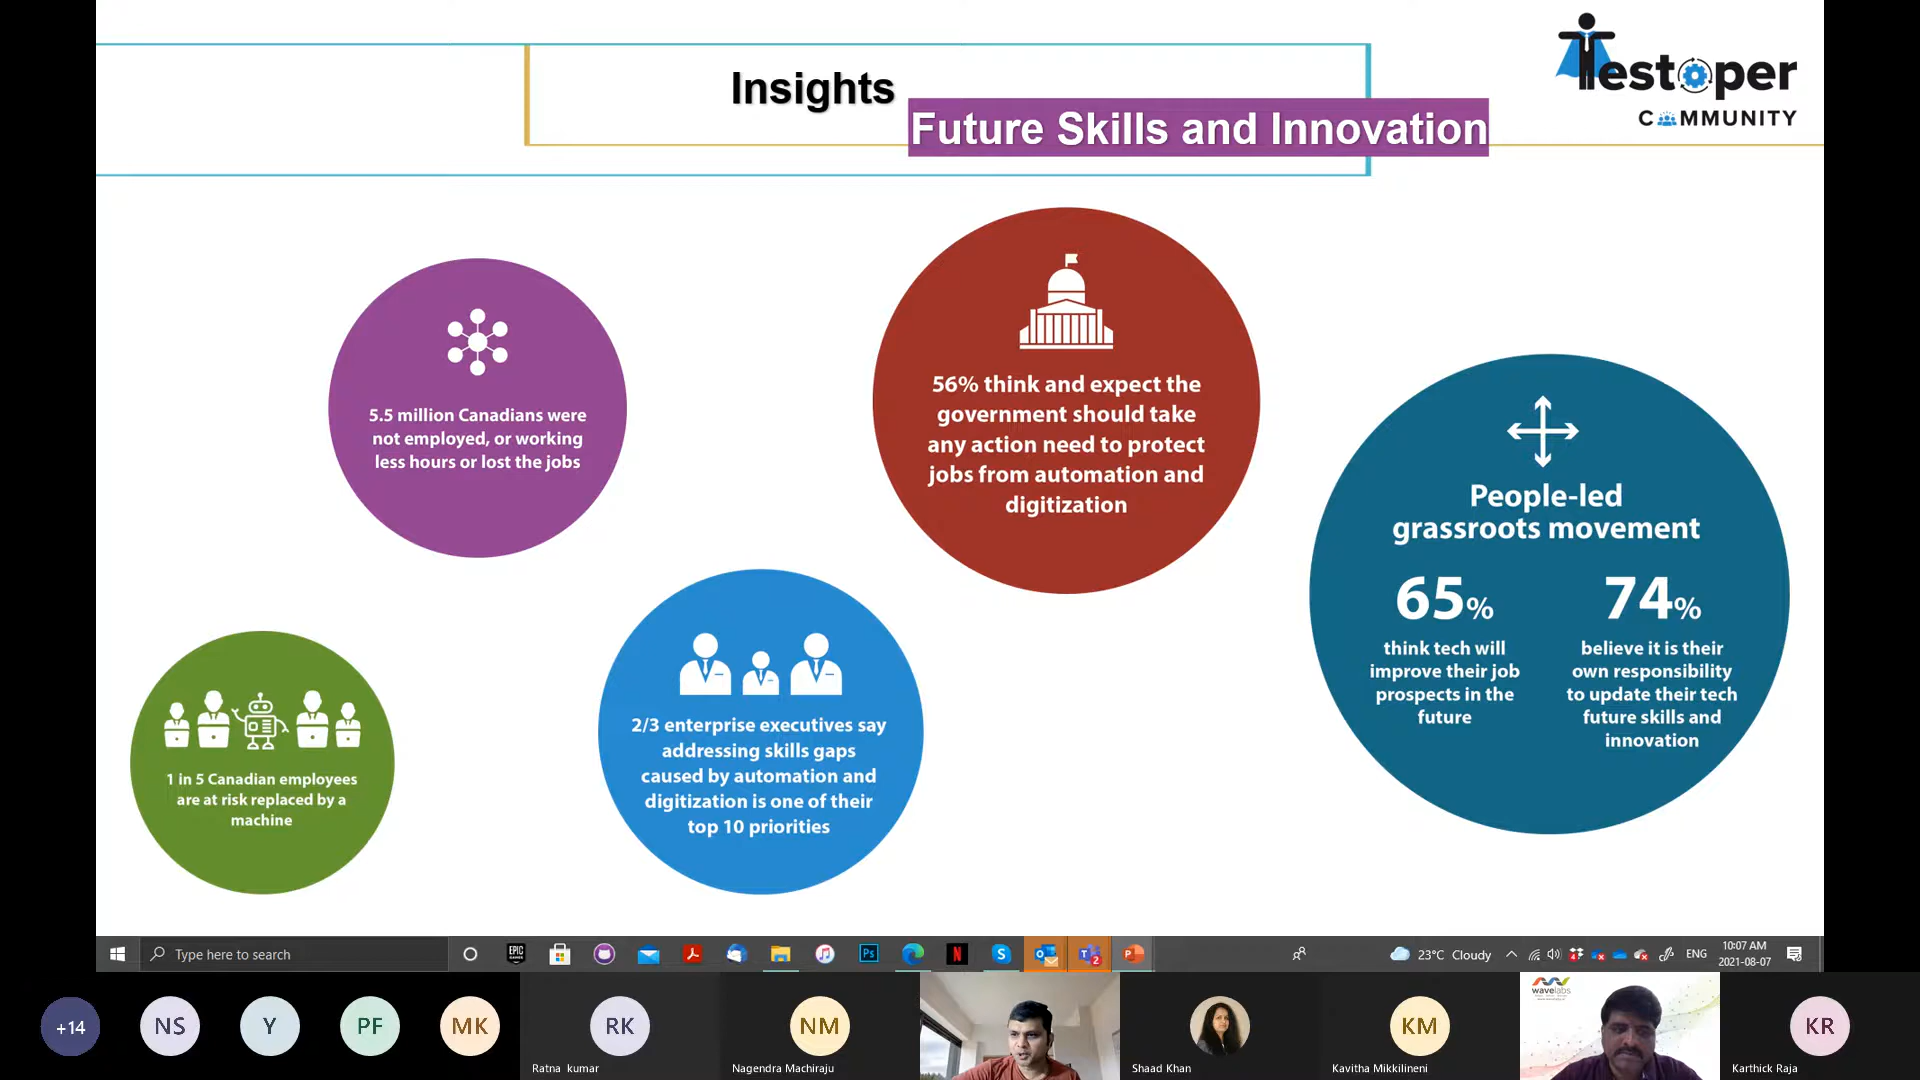 Insights
Future Skills and Innovation
Testoper
COMMUNITY
5.5 million Canadians were
not employed, or working
less hours or lost the jobs
56% think and expect the
government should take
any action need to protect
jobs from automation and
digitization
People-led
grassroots movement
65%
think tech will
improve their job
prospects in the
future
74%
believe it is their
own responsibility
to update their tech
future skills and
innovation
1 in 5 Canadian employees
are at risk replaced by a
machine
2/3 enterprise executives say
addressing skills gaps
caused by automation and
digitization is one of their
top 10 priorities
Type here to search
EPIC
GAMES
Ps
N
S
2
23°C Cloudy
ENG
10:07 AM
2021-08-07
+14
NS
Y
PF
MK
RK
Ratna kumar
NM
Nagendra Machiraju
Shaad Khan
KM
Kavitha Mikkilineni
wavelabs
KR
Karthick Raja